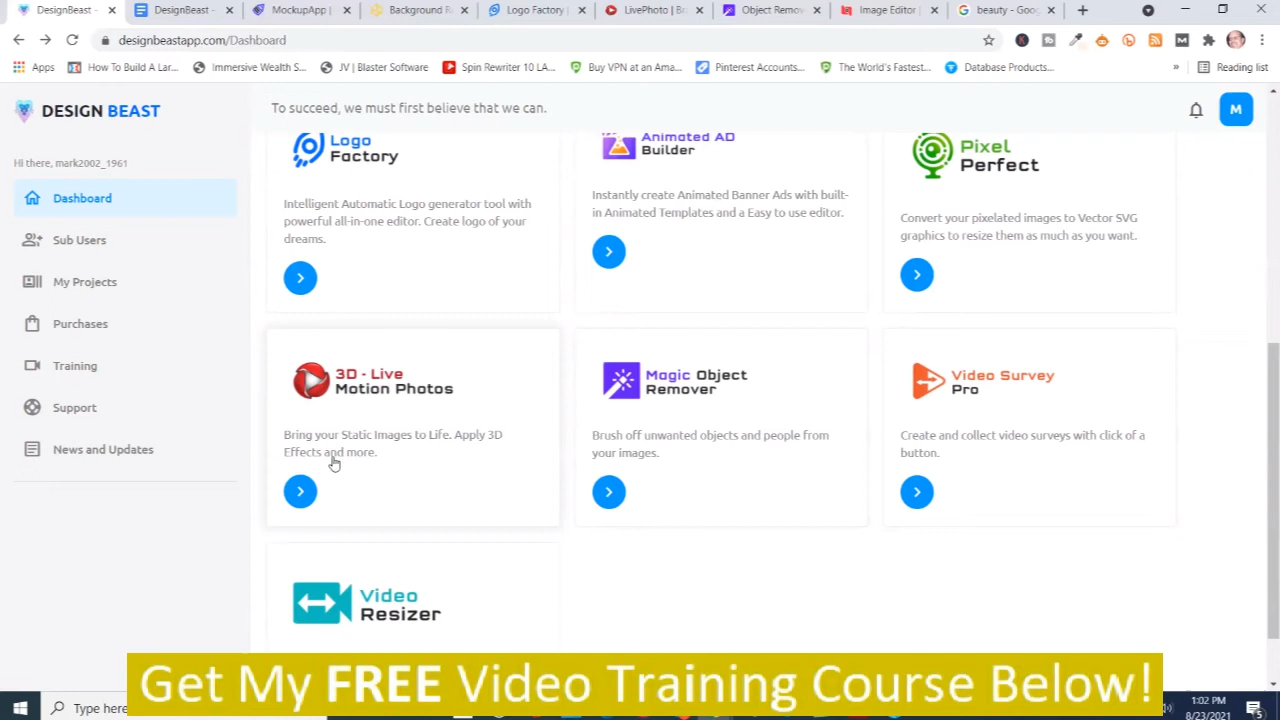 DesignBeast -
DesignBeast -
MockupApp |
Background R
Logo Factory |
LivePhoto | B
Object Remov
Image Editor |
beauty - Goo
designbeastapp.com/Dashboard
Apps
How To Build A Lar...
Immersive Wealth S...
JV | Blaster Software
Spin Rewriter 10 LA...
Buy VPN at an Ama...
Pinterest Accounts...
The World's Fastest...
Database Products...
»
Reading list
DESIGN BEAST
To succeed, we must first believe that we can.
M
Hi there, mark2002_1961
Dashboard
Sub Users
My Projects
Purchases
Training
Support
News and Updates
Logo
Factory
Intelligent Automatic Logo generator tool with
powerful all-in-one editor. Create logo of your
dreams.
Animated AD
Builder
Instantly create Animated Banner Ads with built-
in Animated Templates and a Easy to use editor.
Pixel
Perfect
Convert your pixelated images to Vector SVG
graphics to resize them as much as you want.
3D - Live
Motion Photos
Bring your Static Images to Life. Apply 3D
Effects and more.
Magic Object
Remover
Brush off unwanted objects and people from
your images.
Video Survey
Pro
Create and collect video surveys with click of a
button.
Video
Resizer
Get My FREE Video Training Course Below!
Type here
1:02 PM
8/23/2021
5